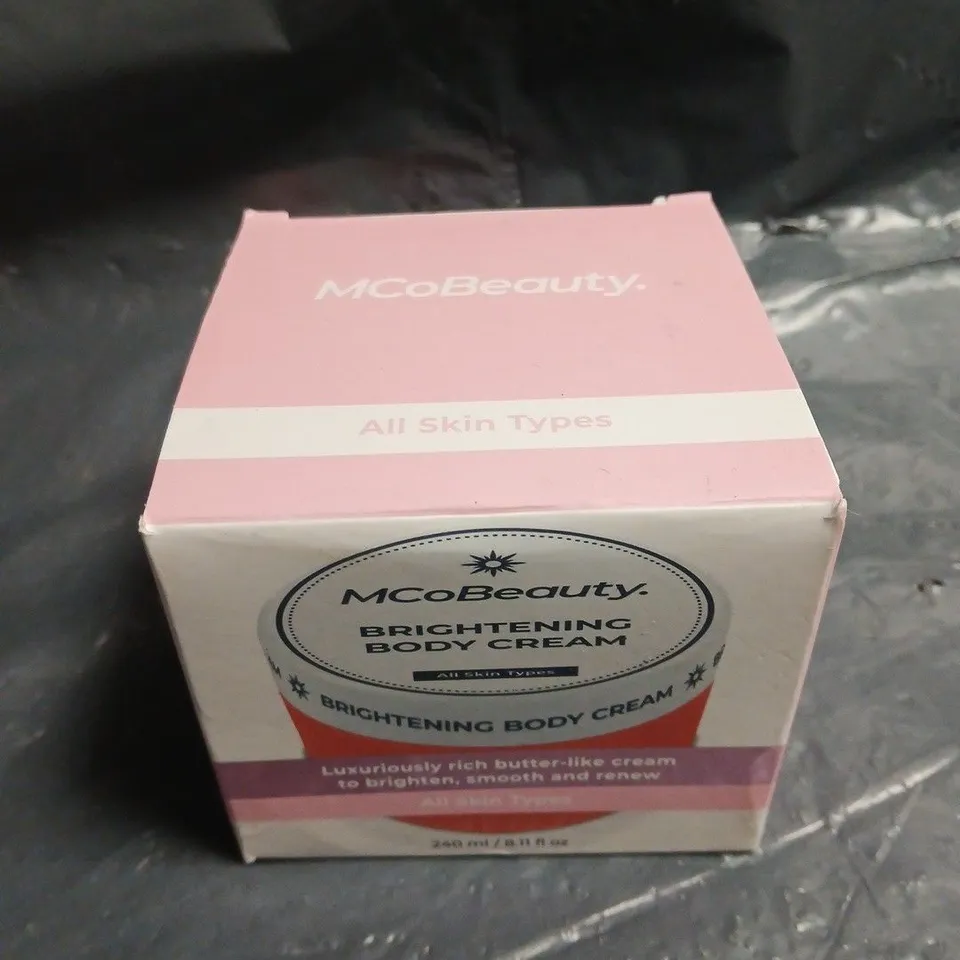 MCoBeauty.
All Skin Types
MCoBeauty.
BRIGHTENING
BODY CREAM
All Skin Types
BRIGHTENING BODY CREAM
Luxuriously rich butter-like cream
to brighten, smooth and renew
All Skin Types
240 ml / 8.11 fl oz